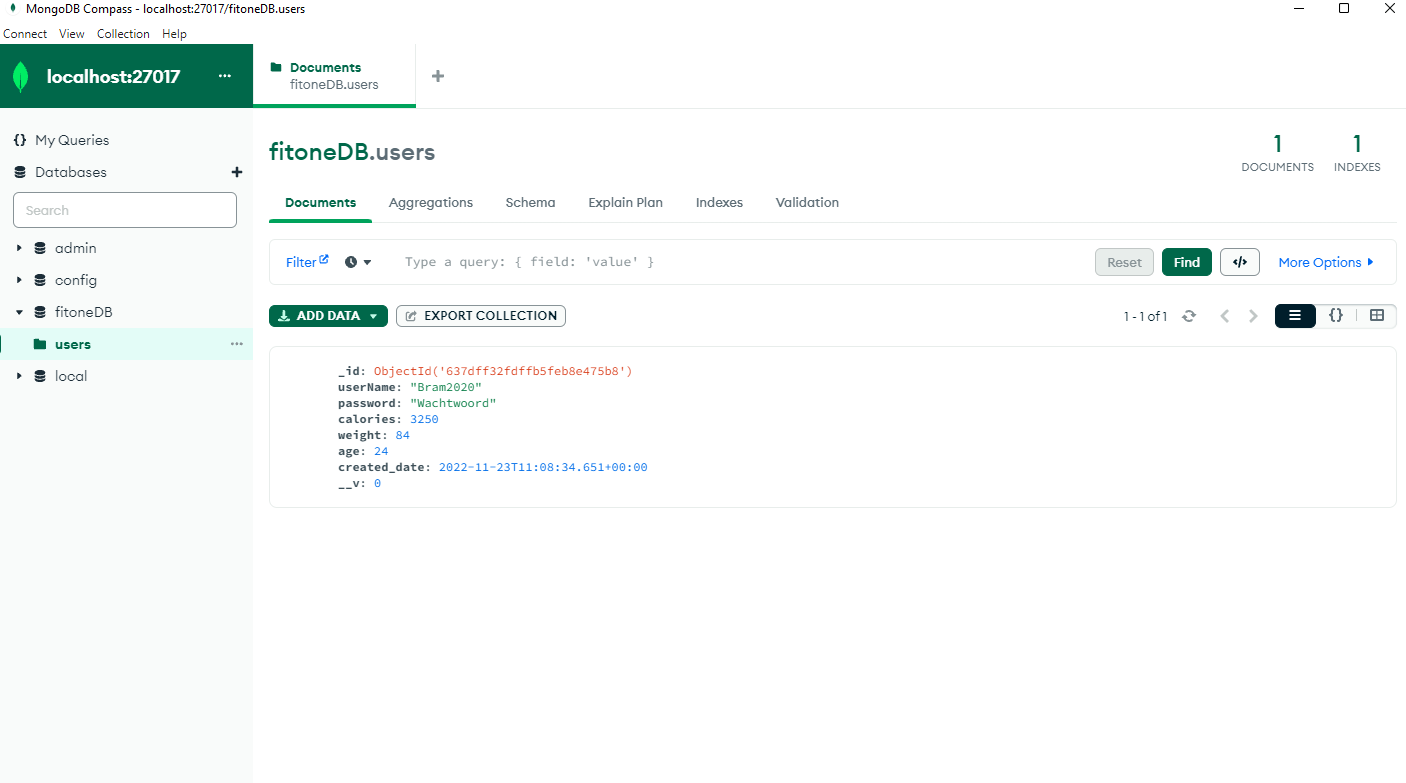 MongoDB Compass - localhost:27017/fitoneDB.users
Connect View Collection Help
localhost:27017 ...
Documents
fitoneDB.users
+
{} My Queries
Databases +
Search
admin
config
fitoneDB
users ...
local
fitoneDB.users
1
DOCUMENTS
1
INDEXES
Documents Aggregations Schema Explain Plan Indexes Validation
Filter Type a query: { field: 'value' } Reset Find </> More Options
ADD DATA EXPORT COLLECTION 1 - 1 of 1 {}
_id: ObjectId('637dff32fdffb5feb8e475b8')
userName: "Bram2020"
password: "Wachtwoord"
calories: 3250
weight: 84
age: 24
created_date: 2022-11-23T11:08:34.651+00:00
__v: 0